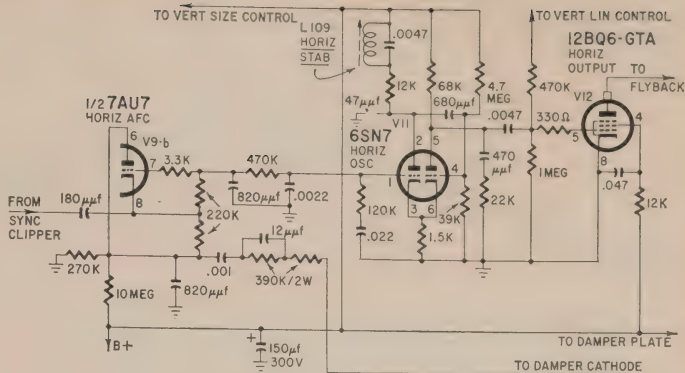 TO VERT SIZE CONTROL
L109
HORIZ
STAB
.0047
12K
47μμf
68K
680μμf
4.7
MEG
TO VERT LIN CONTROL
12BQ6-GTA
HORIZ
OUTPUT
TO
FLYBACK
470K
V12
4
5
8
330Ω
.0047
1/2 7AU7
HORIZ AFC
6
V9-b
7
8
3.3K
470K
V11
6SN7
HORIZ
OSC
2
5
1
4
3
6
470
μμf
1MEG
.047
12K
FROM
SYNC
CLIPPER
180μμf
220K
820μμf
.0022
120K
.022
39K
22K
1.5K
12μμf
270K
.001
390K/2W
10MEG
820μμf
B+
+
150μf
300V
TO DAMPER PLATE
TO DAMPER CATHODE